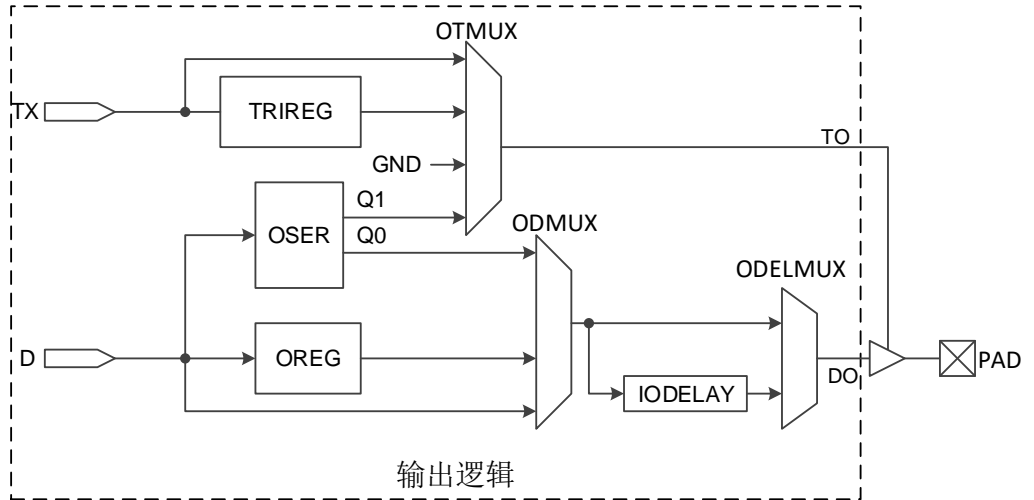 OTMUX
TX
TRIREG
TO
GND
Q1
OSER
Q0
ODMUX
ODELMUX
D
OREG
DO
PAD
IODELAY
输出逻辑